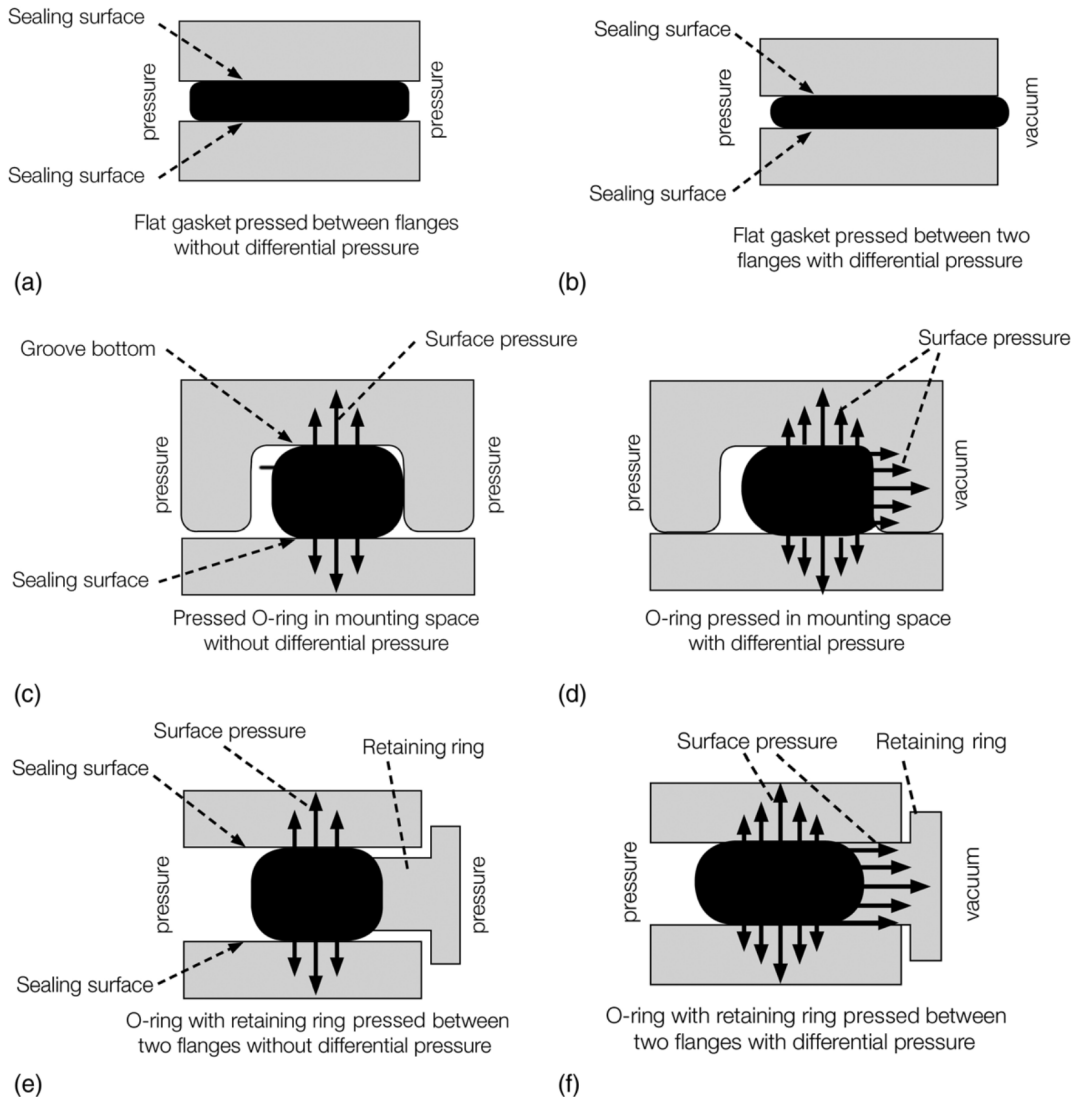 Sealing surface
pressure
pressure
Sealing surface
Flat gasket pressed between flanges
without differential pressure
(a)
Sealing surface
pressure
vacuum
Sealing surface
Flat gasket pressed between two
flanges with differential pressure
(b)
Groove bottom
Surface pressure
pressure
pressure
Sealing surface
Pressed O-ring in mounting space
without differential pressure
(c)
Surface pressure
pressure
vacuum
O-ring pressed in mounting space
with differential pressure
(d)
Surface pressure
Retaining ring
Sealing surface
pressure
pressure
Sealing surface
O-ring with retaining ring pressed between
two flanges without differential pressure
(e)
Surface pressure
Retaining ring
pressure
vacuum
O-ring with retaining ring pressed between
two flanges with differential pressure
(f)